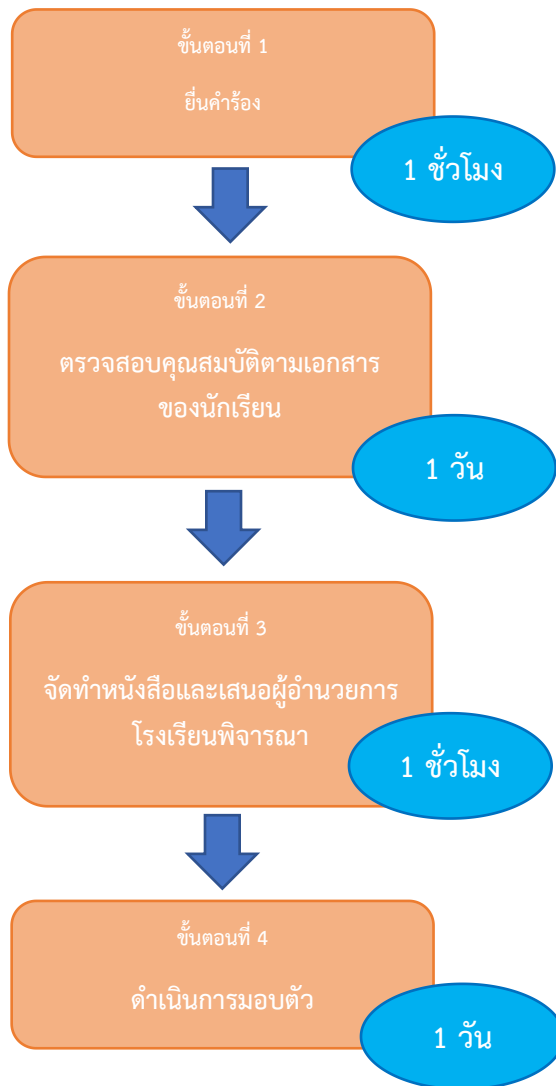 ขั้นตอนที่ 1
ยื่นคำร้อง
1 ชั่วโมง
ขั้นตอนที่ 2
ตรวจสอบคุณสมบัติตามเอกสาร
ของนักเรียน
1 วัน
ขั้นตอนที่ 3
จัดทำหนังสือและเสนอผู้อำนวยการ
โรงเรียนพิจารณา
1 ชั่วโมง
ขั้นตอนที่ 4
ดำเนินการมอบตัว
1 วัน